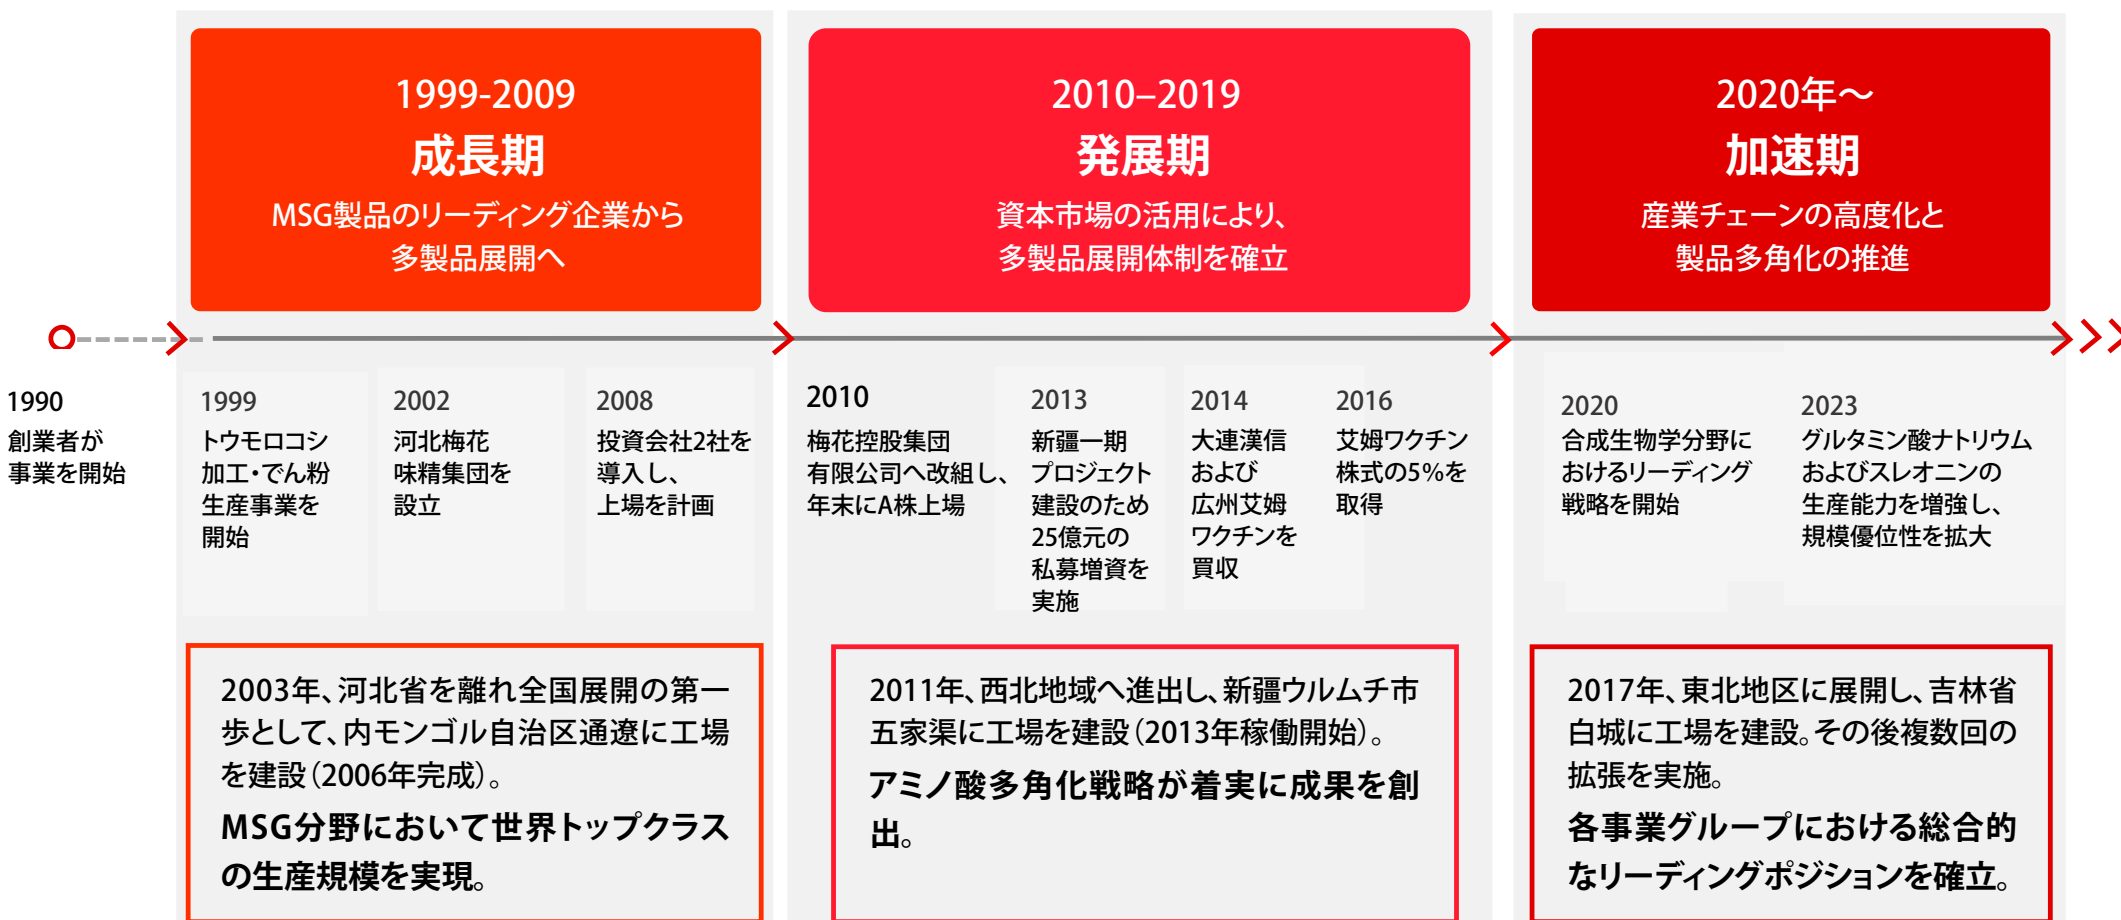 1999-2009
成長期
MSG製品のリーディング企業から
多製品展開へ
2010–2019
発展期
資本市場の活用により、
多製品展開体制を確立
2020年～
加速期
産業チェーンの高度化と
製品多角化の推進
1990
創業者が
事業を開始
1999
トウモロコシ
加工・でん粉
生産事業を
開始
2002
河北梅花
味精集団を
設立
2008
投資会社2社を
導入し、
上場を計画
2010
梅花控股集団
有限公司へ改組し、
年末にA株上場
2013
新疆一期
プロジェクト
建設のため
25億元の
私募増資を
実施
2014
大連漢信
および
広州艾姆
ワクチンを
買収
2016
艾姆ワクチン
株式の5%を
取得
2020
合成生物学分野に
おけるリーディング
戦略を開始
2023
グルタミン酸ナトリウム
およびスレオニンの
生産能力を増強し、
規模優位性を拡大
2003年、河北省を離れ全国展開の第一
歩として、内モンゴル自治区通遼に工場
を建設（2006年完成）。
MSG分野において世界トップクラス
の生産規模を実現。
2011年、西北地域へ進出し、新疆ウルムチ市
五家渠に工場を建設（2013年稼働開始）。
アミノ酸多角化戦略が着実に成果を創
出。
2017年、東北地区に展開し、吉林省
白城に工場を建設。その後複数回の
拡張を実施。
各事業グループにおける総合的
なリーディングポジションを確立。